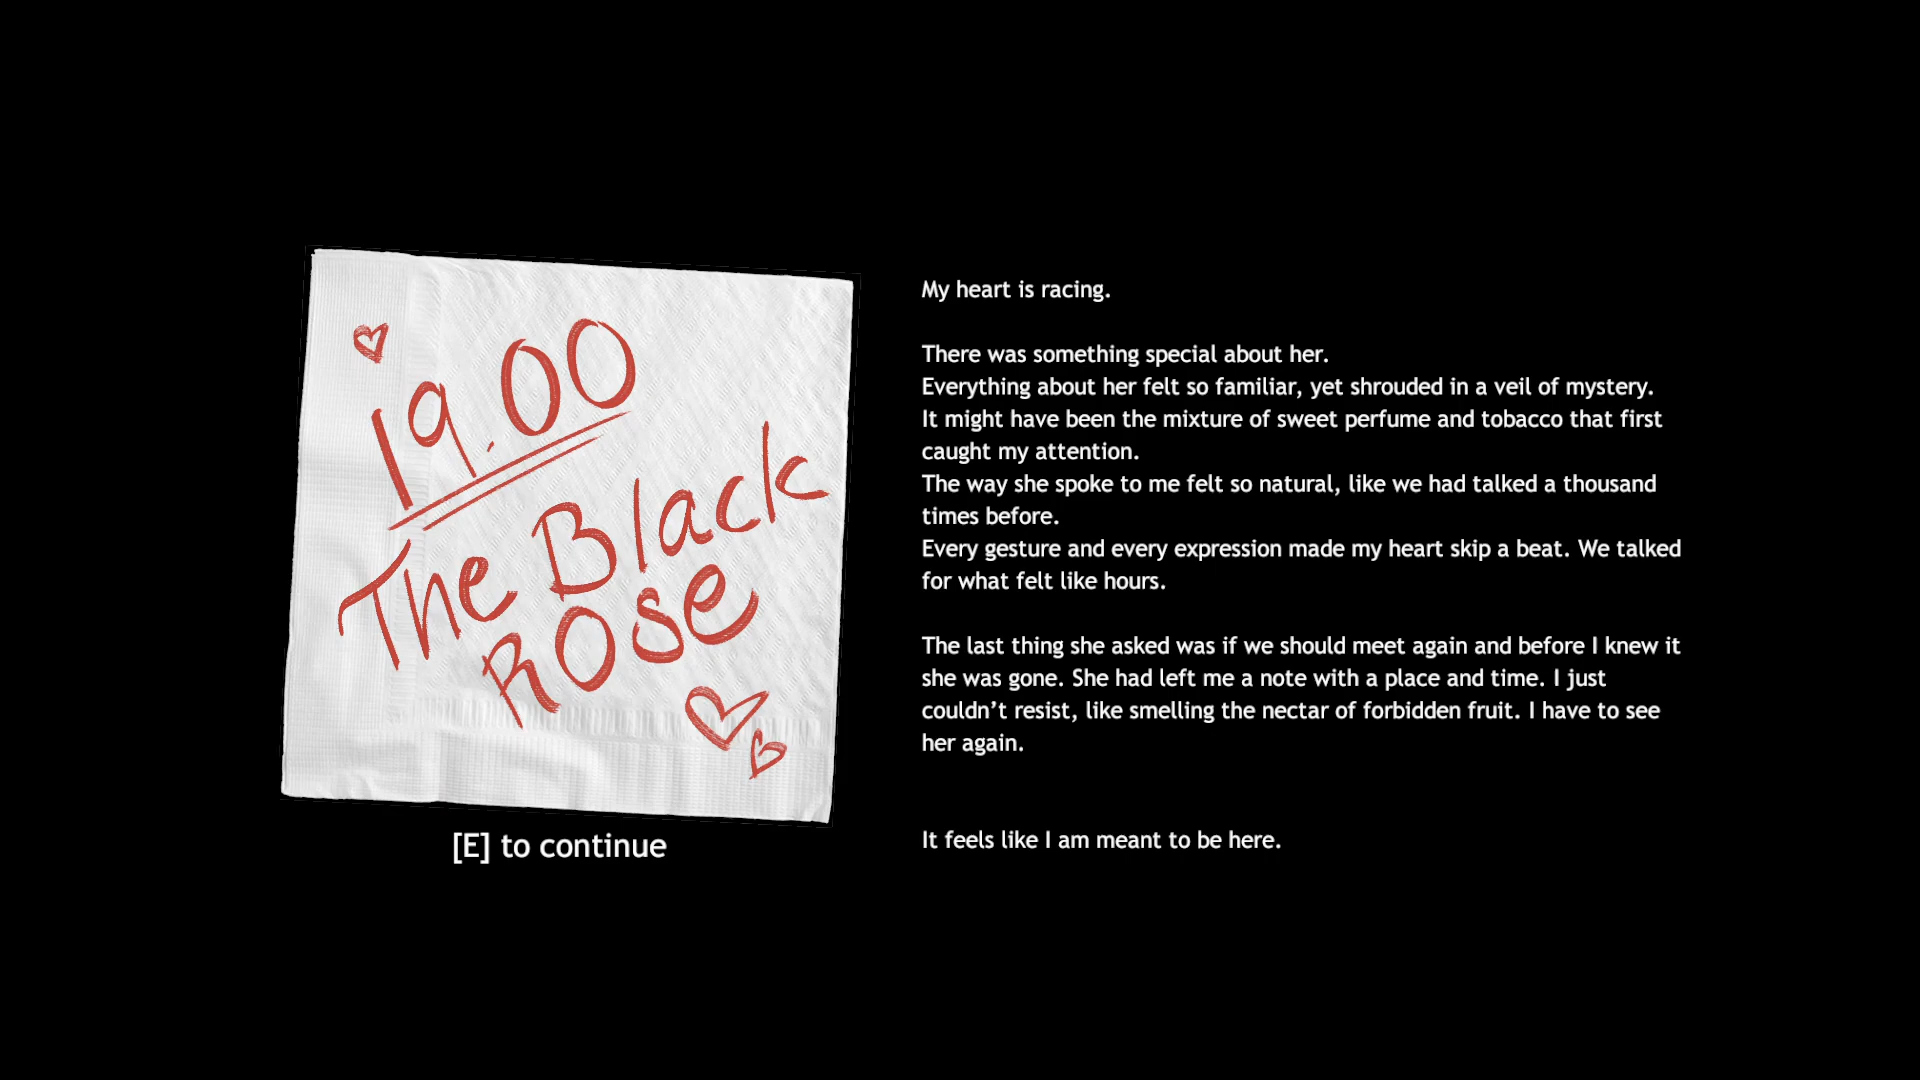 19.00
The Black
Rose
[E] to continue
My heart is racing.
There was something special about her.
Everything about her felt so familiar, yet shrouded in a veil of mystery.
It might have been the mixture of sweet perfume and tobacco that first
caught my attention.
The way she spoke to me felt so natural, like we had talked a thousand
times before.
Every gesture and every expression made my heart skip a beat. We talked
for what felt like hours.
The last thing she asked was if we should meet again and before I knew it
she was gone. She had left me a note with a place and time. I just
couldn’t resist, like smelling the nectar of forbidden fruit. I have to see
her again.
It feels like I am meant to be here.